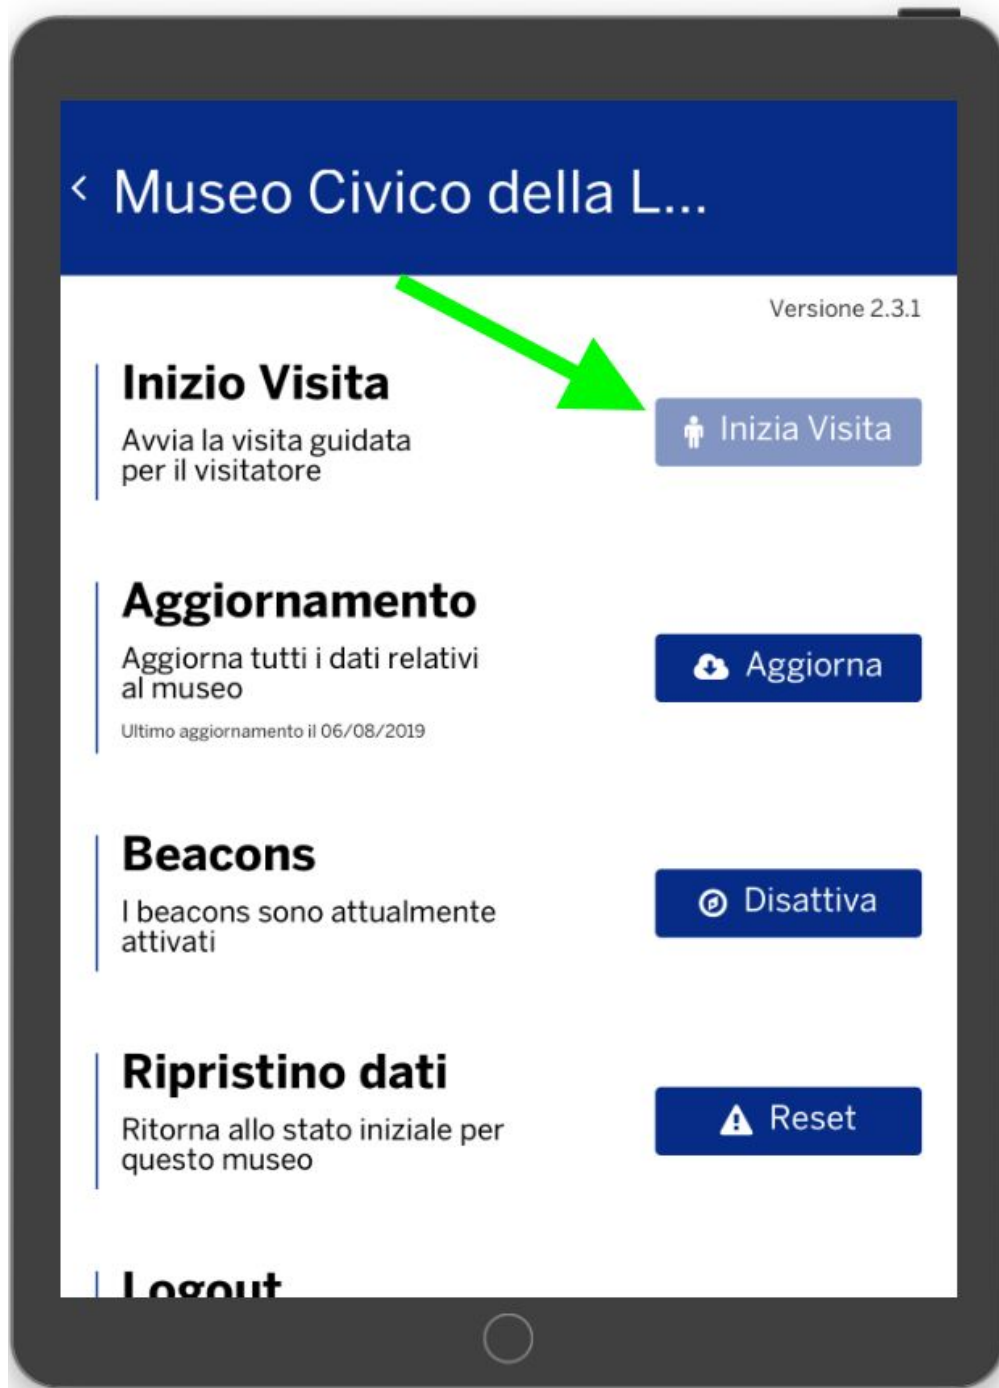 < Museo Civico della L...
Versione 2.3.1
Inizio Visita
Avvia la visita guidata
per il visitatore
Inizia Visita
Aggiornamento
Aggiorna tutti i dati relativi
al museo
Ultimo aggiornamento il 06/08/2019
Aggiorna
Beacons
I beacons sono attualmente
attivati
Disattiva
Ripristino dati
Ritorna allo stato iniziale per
questo museo
Reset
Logout